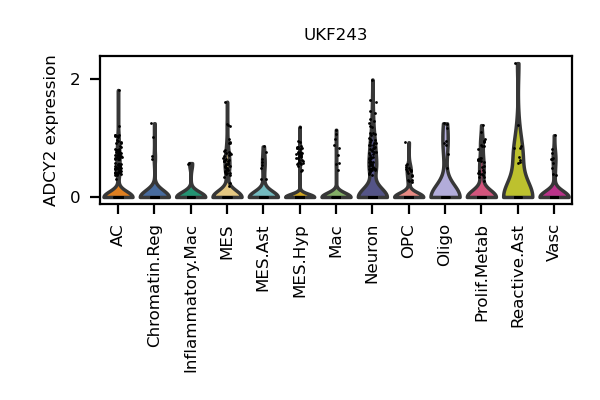 UKF243
ADCY2 expression
2
0
AC
Chromatin.Reg
Inflammatory.Mac
MES
MES.Ast
MES.Hyp
Mac
Neuron
OPC
Oligo
Prolif.Metab
Reactive.Ast
Vasc